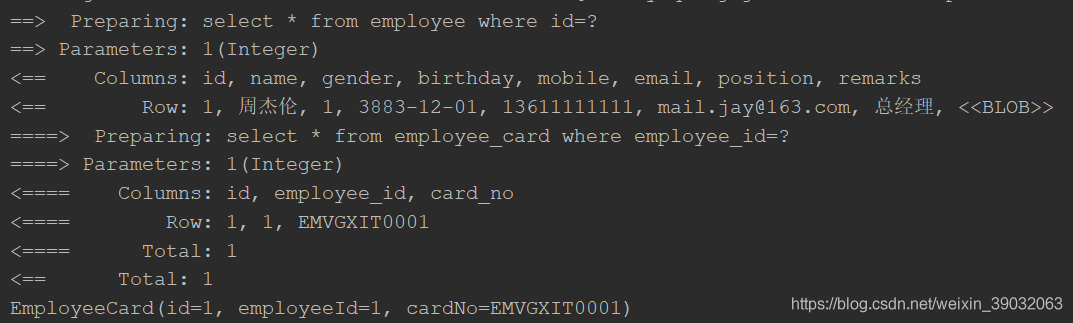 ==>  Preparing: select * from employee where id=?
==> Parameters: 1(Integer)
<==    Columns: id, name, gender, birthday, mobile, email, position, remarks
<==        Row: 1, 周杰伦, 1, 3883-12-01, 13611111111, mail.jay@163.com, 总经理, <<BLOB>>
====>  Preparing: select * from employee_card where employee_id=?
====> Parameters: 1(Integer)
<====    Columns: id, employee_id, card_no
<====        Row: 1, 1, EMVGXIT0001
<====      Total: 1
<==      Total: 1
EmployeeCard(id=1, employeeId=1, cardNo=EMVGXIT0001)
https://blog.csdn.net/weixin_39032063